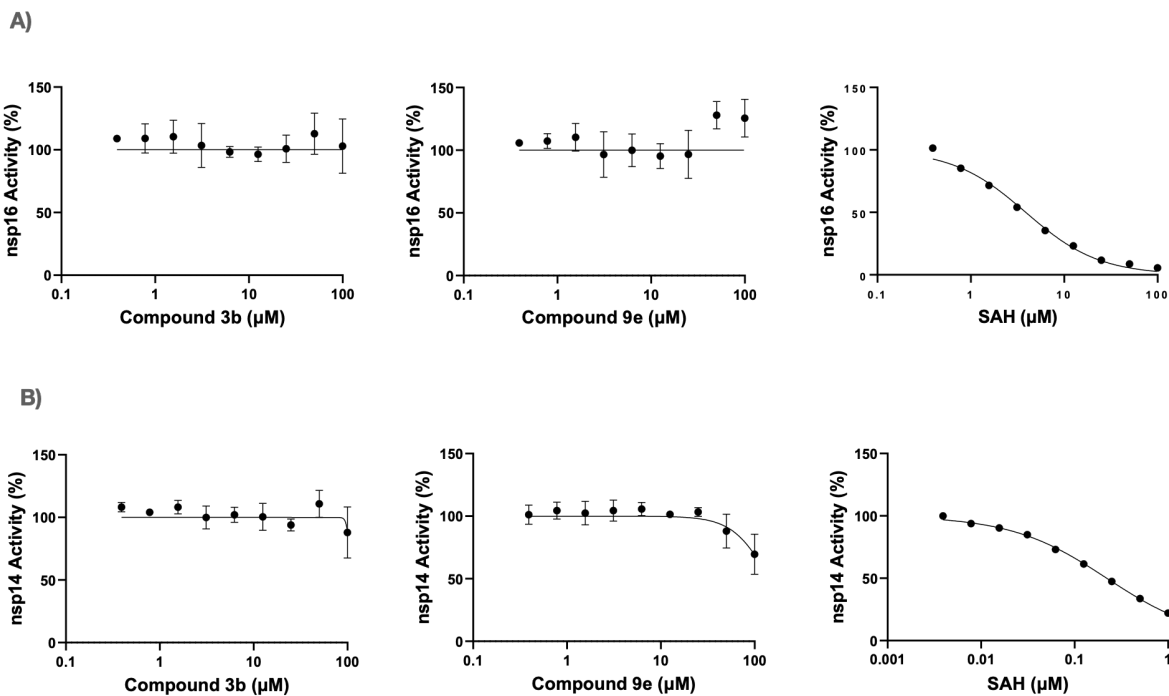 A)
150
100
50
0
nsp16 Activity (%)
0.1 1 10 100
Compound 3b (µM)
150
100
50
0
nsp16 Activity (%)
0.1 1 10 100
Compound 9e (µM)
150
100
50
0
nsp16 Activity (%)
0.1 1 10 100
SAH (µM)
B)
150
100
50
0
nsp14 Activity (%)
0.1 1 10 100
Compound 3b (µM)
150
100
50
0
nsp14 Activity (%)
0.1 1 10 100
Compound 9e (µM)
150
100
50
0
nsp14 Activity (%)
0.001 0.01 0.1 1
SAH (µM)